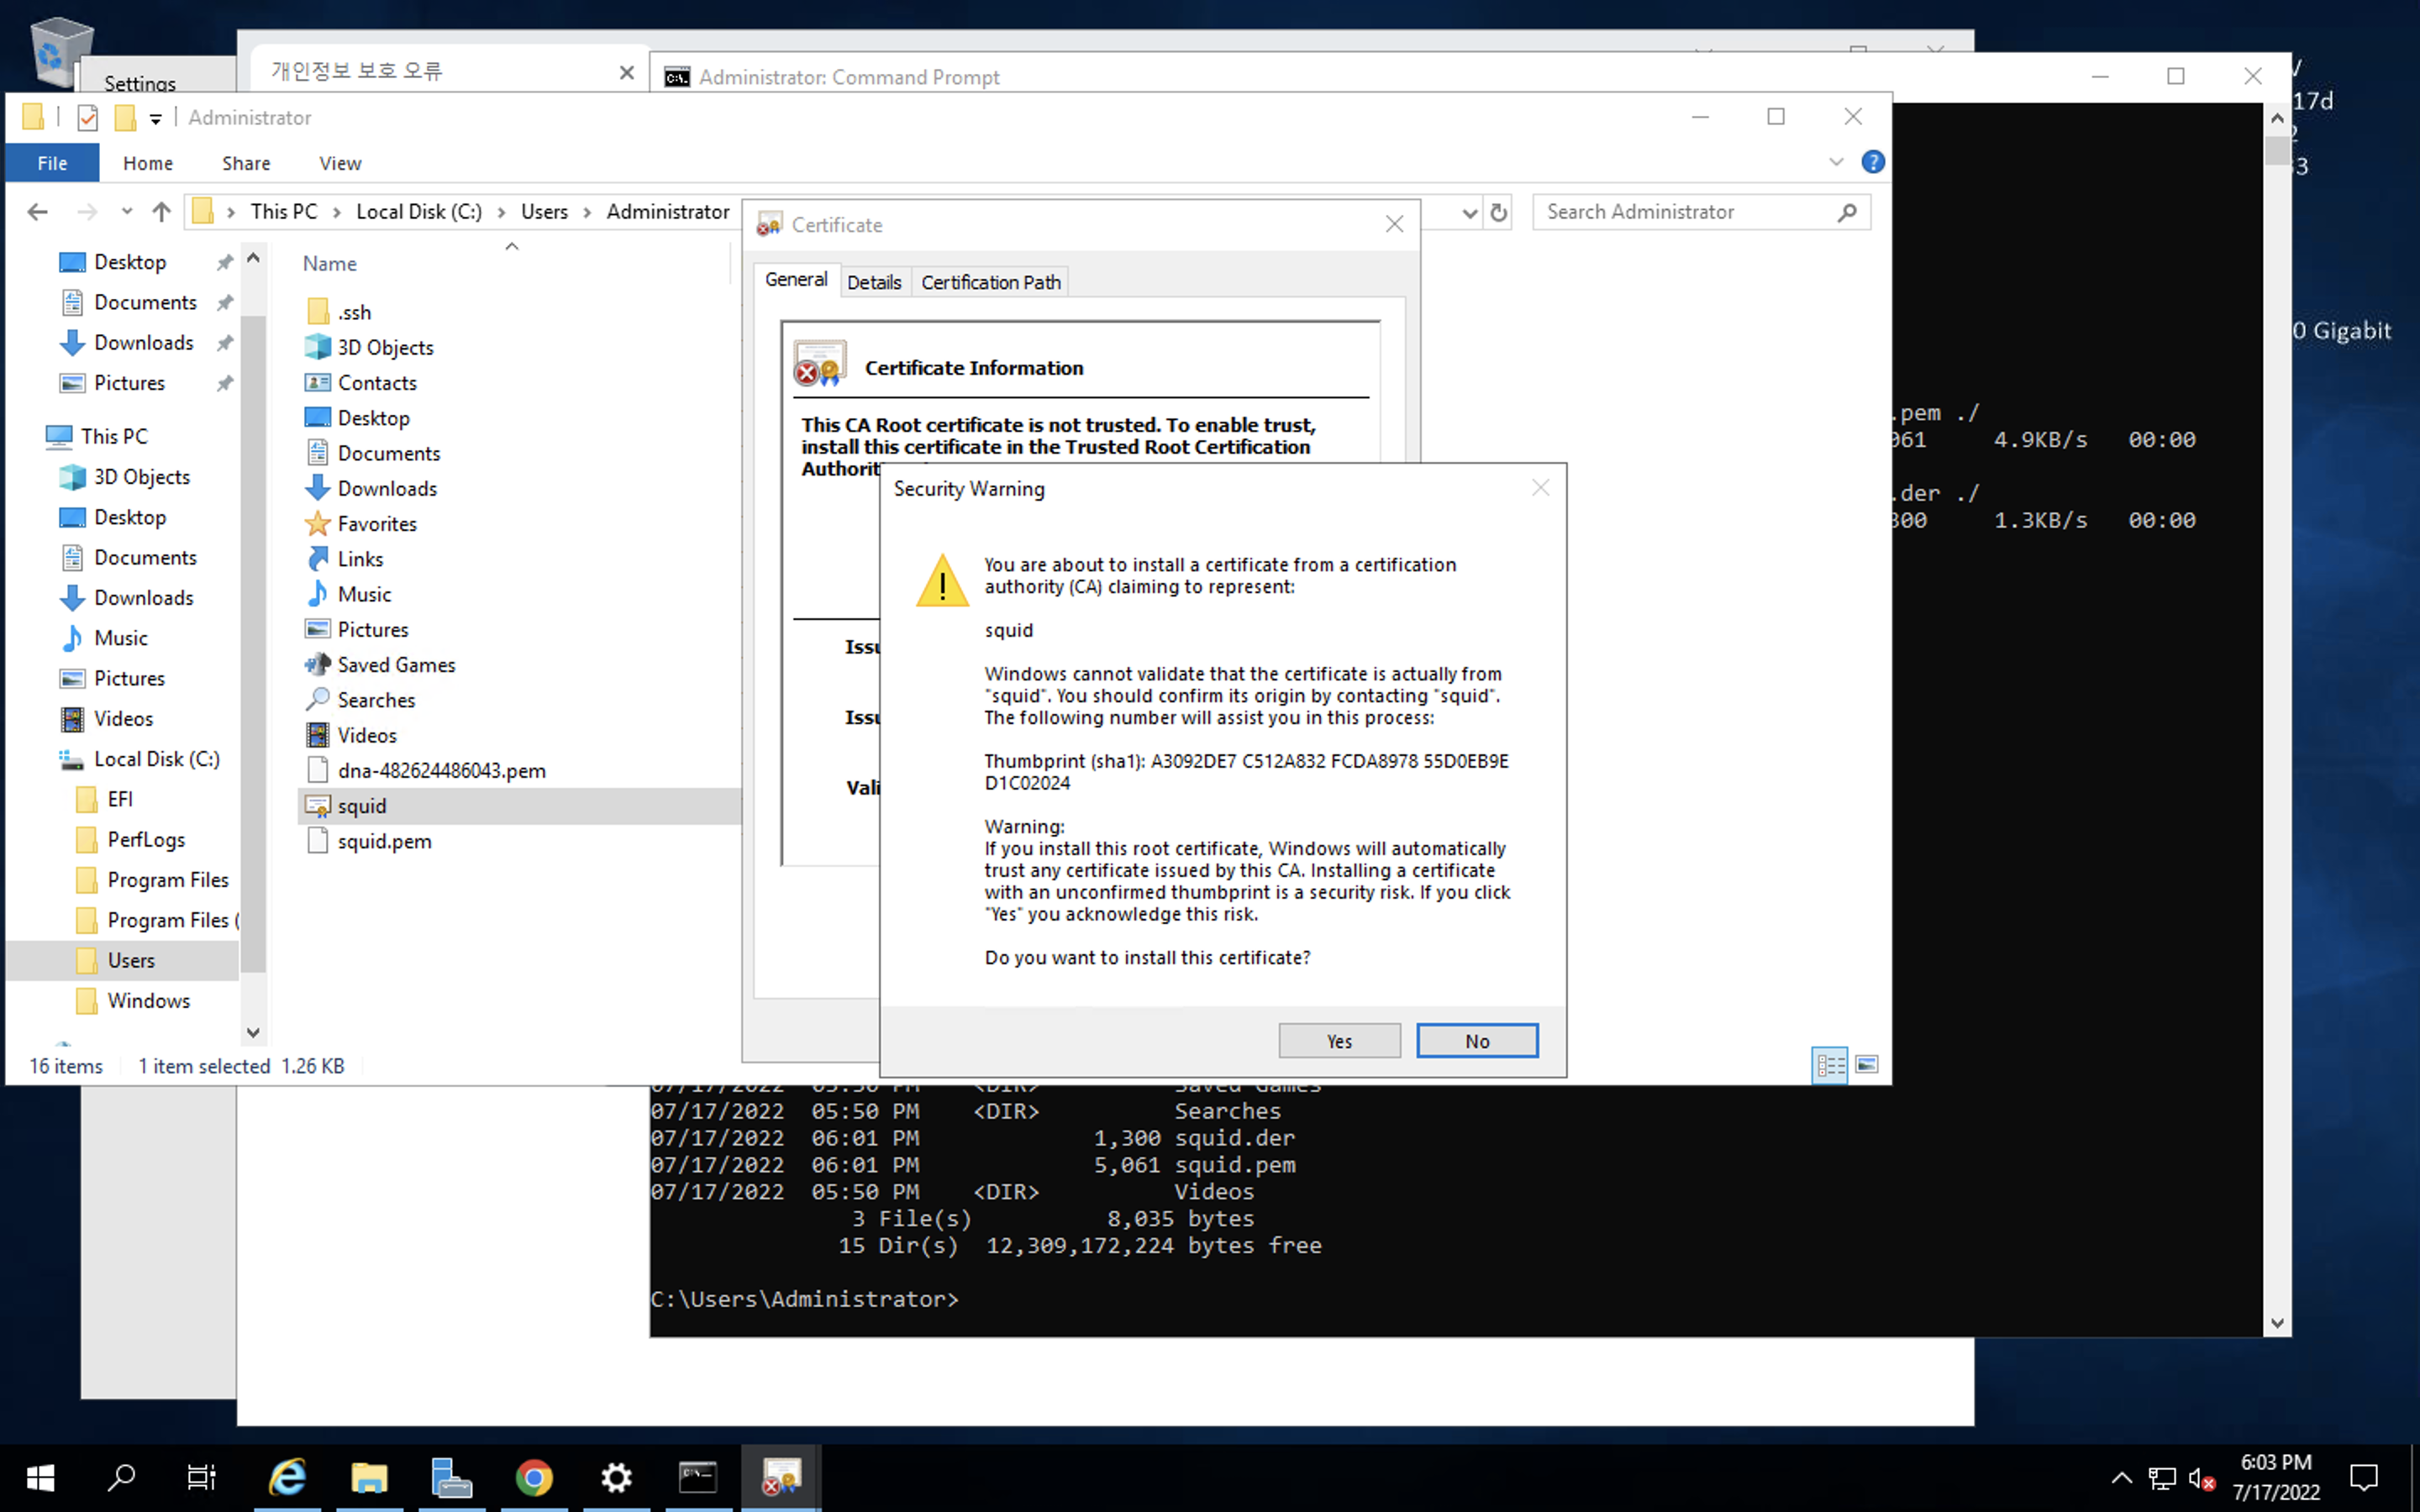 개인정보 보호 오류
Administrator: Command Prompt
Settings
17d
Administrator
File
Home
Share
View
This PC
Local Disk (C:)
Users
Administrator
Search Administrator
Certificate
Desktop
Documents
Downloads
Pictures
This PC
3D Objects
Desktop
Documents
Downloads
Music
Pictures
Videos
Local Disk (C:)
EFI
PerfLogs
Program Files
Program Files (
Users
Windows
Name
.ssh
3D Objects
Contacts
Desktop
Documents
Downloads
Favorites
Links
Music
Pictures
Saved Games
Searches
Videos
dna-482624486043.pem
squid
squid.pem
16 items
1 item selected 1.26 KB
General
Details
Certification Path
Certificate Information
This CA Root certificate is not trusted. To enable trust,
install this certificate in the Trusted Root Certification
Security Warning
You are about to install a certificate from a certification
authority (CA) claiming to represent:
squid
Windows cannot validate that the certificate is actually from
"squid". You should confirm its origin by contacting "squid".
The following number will assist you in this process:
Thumbprint (sha1): A3092DE7 C512A832 FCDA8978 55D0EB9E
D1C02024
Warning:
If you install this root certificate, Windows will automatically
trust any certificate issued by this CA. Installing a certificate
with an unconfirmed thumbprint is a security risk. If you click
"Yes" you acknowledge this risk.
Do you want to install this certificate?
Yes
No
0 Gigabit
.pem ./
061 4.9KB/s 00:00
.der ./
300 1.3KB/s 00:00
07/17/2022 05:50 PM <DIR> Saved Games
07/17/2022 05:50 PM <DIR> Searches
07/17/2022 06:01 PM 1,300 squid.der
07/17/2022 06:01 PM 5,061 squid.pem
07/17/2022 05:50 PM <DIR> Videos
3 File(s) 8,035 bytes
15 Dir(s) 12,309,172,224 bytes free
C:\Users\Administrator>
6:03 PM
7/17/2022